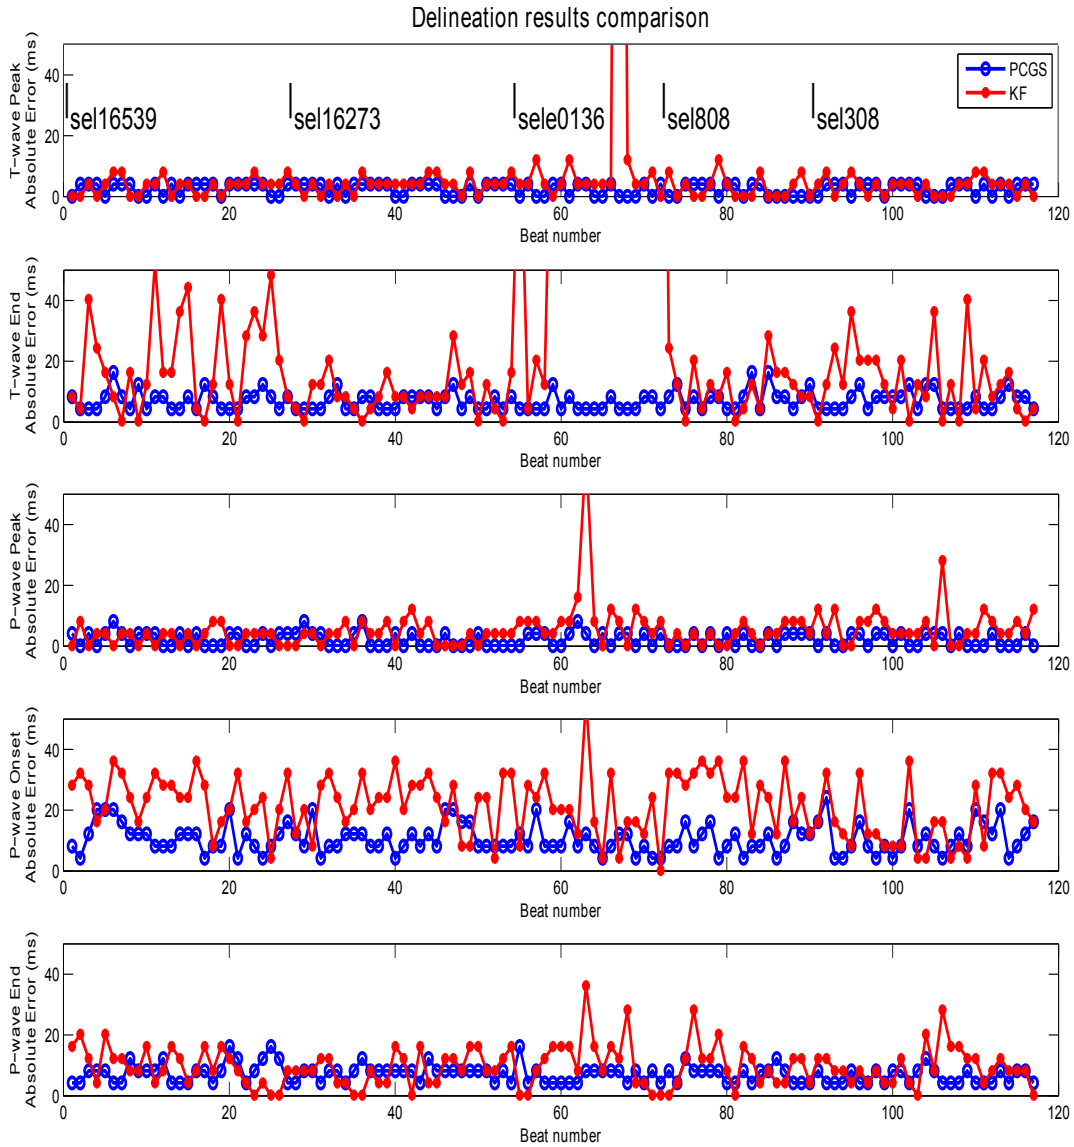 Delineation results comparison
T-wave Peak
Absolute Error (ms)
40
20
0
sel16539
sel16273
sele0136
sel808
sel308
PCGS
KF
0 20 40 60 80 100 120
Beat number
T-wave End
Absolute Error (ms)
40
20
0
0 20 40 60 80 100 120
Beat number
P-wave Peak
Absolute Error (ms)
40
20
0
0 20 40 60 80 100 120
Beat number
P-wave Onset
Absolute Error (ms)
40
20
0
0 20 40 60 80 100 120
Beat number
P-wave End
Absolute Error (ms)
40
20
0
0 20 40 60 80 100 120
Beat number